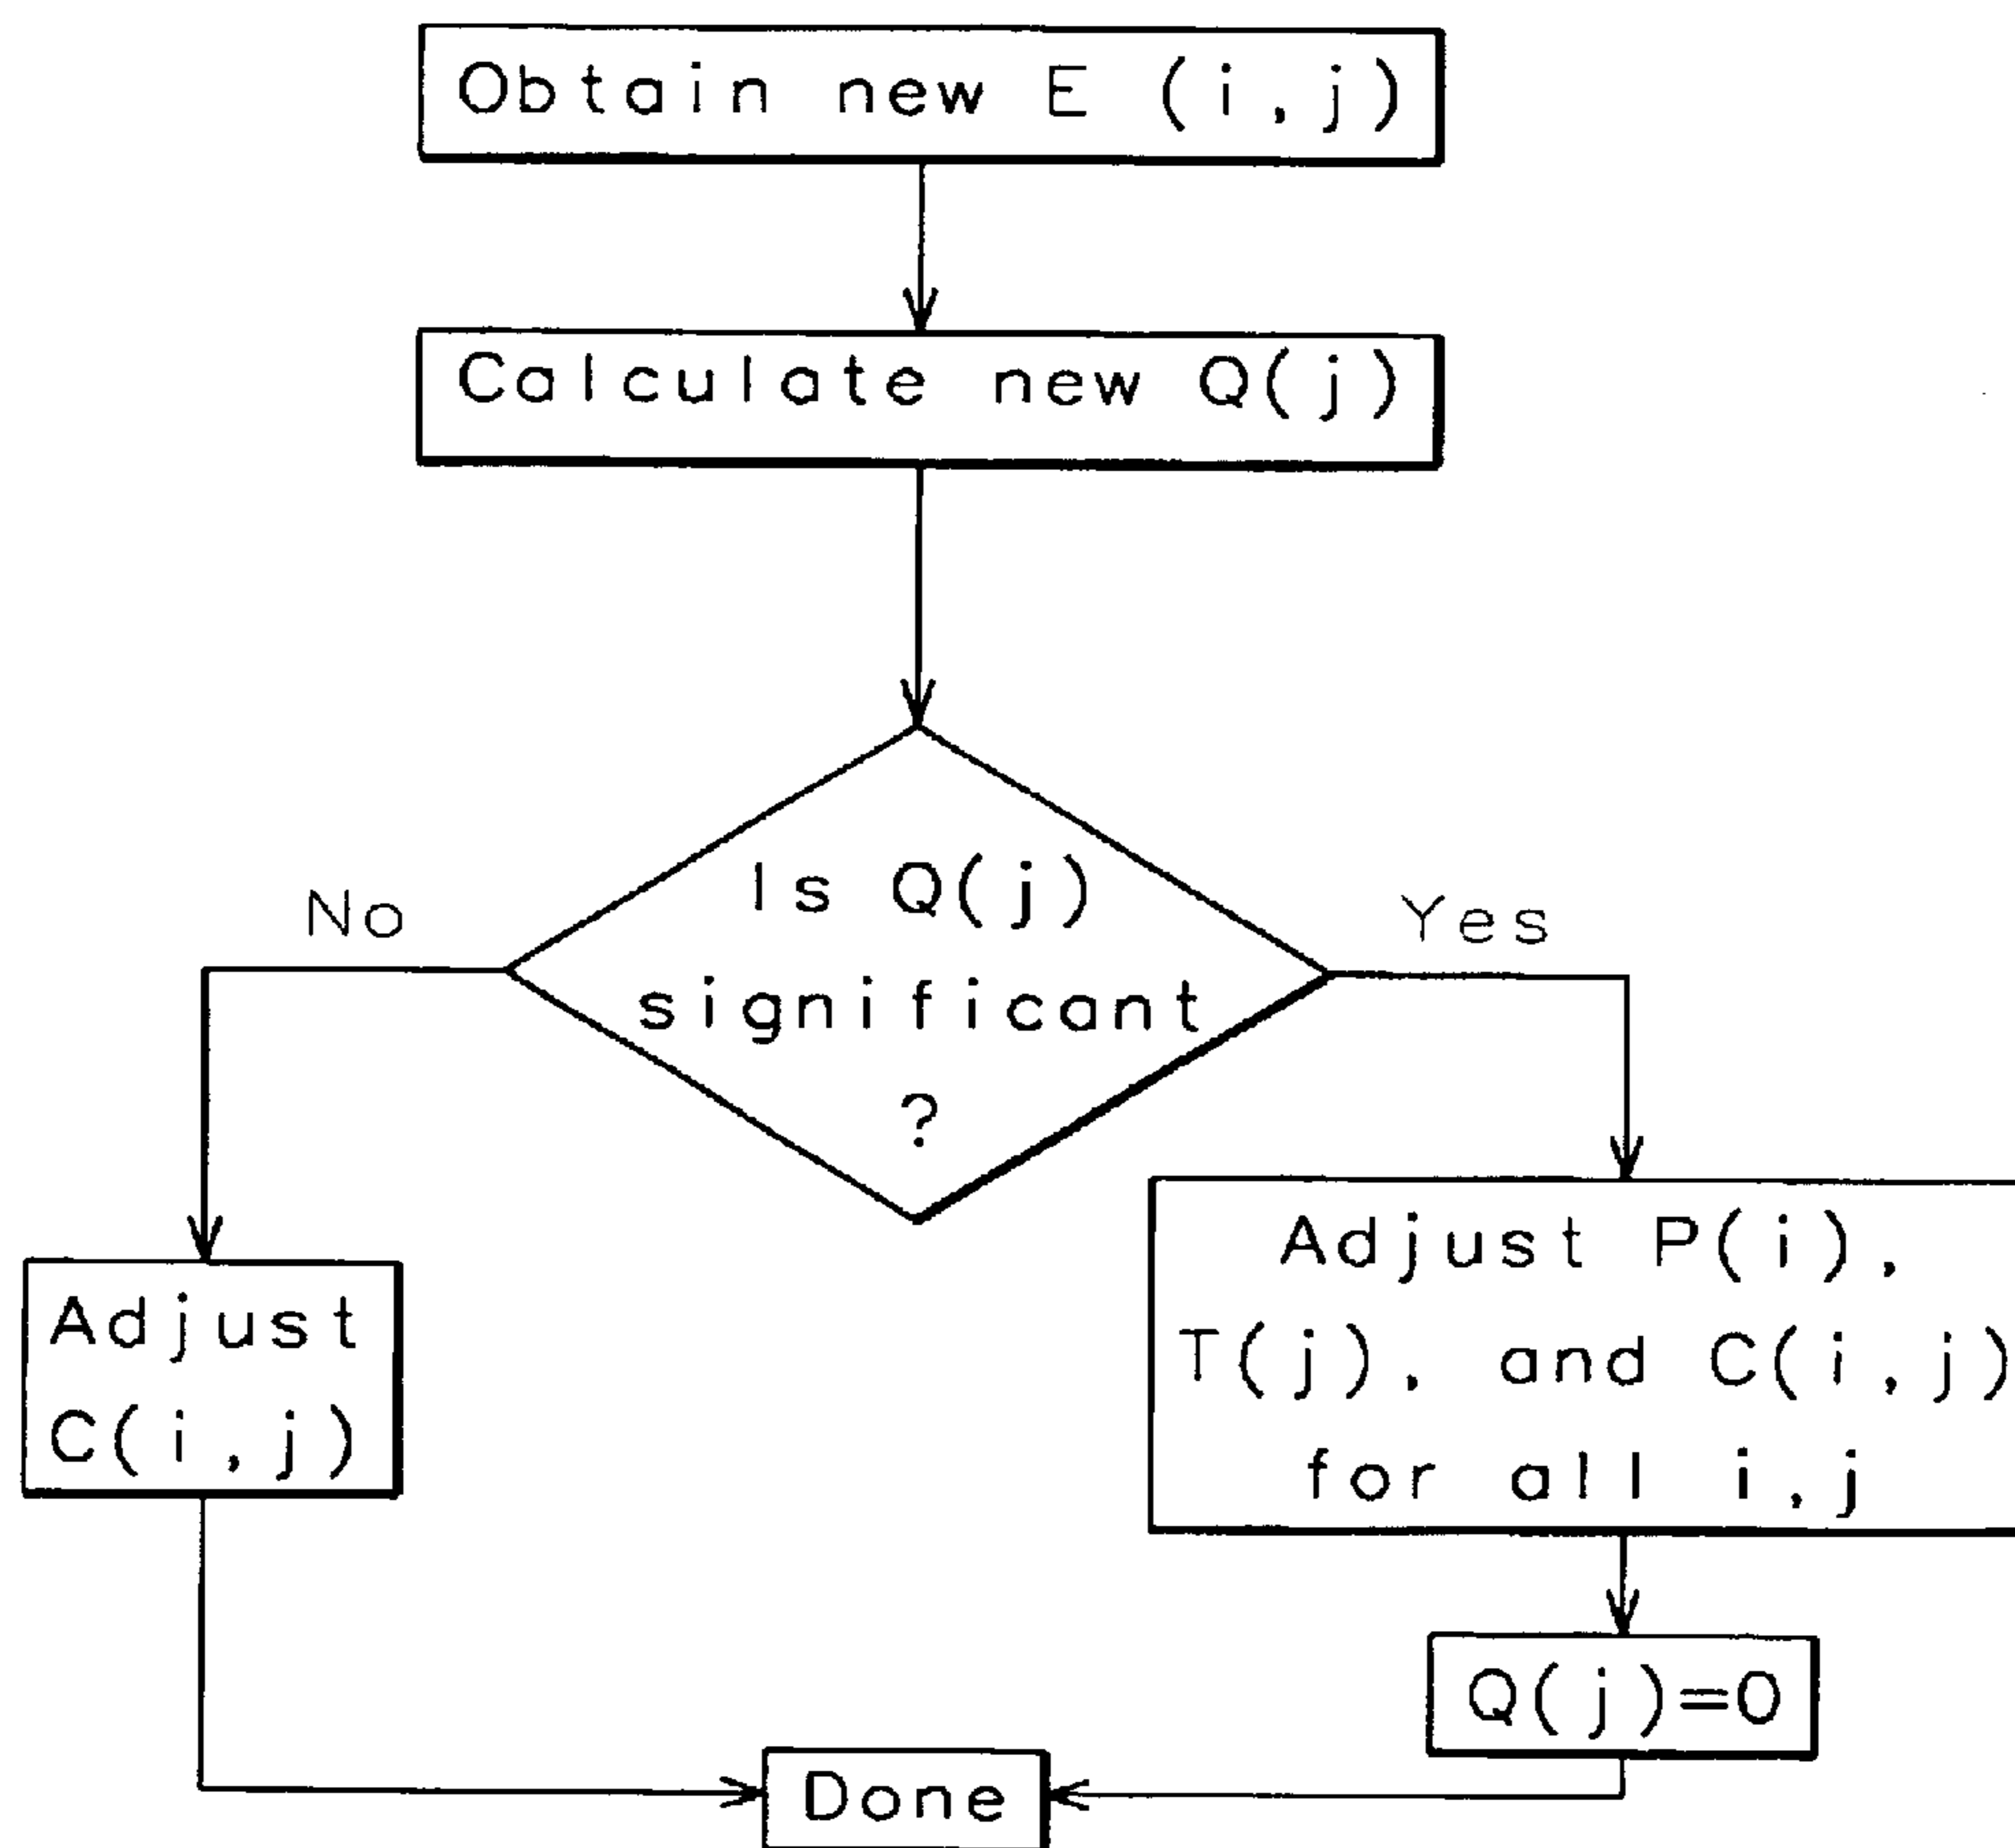 Obtain new E (i,j)
Calculate new Q(j)
Is Q(j)
significant
?
No
Yes
Adjust
C(i,j)
Adjust P(i),
T(j), and C(i,j)
for all i,j
Q(j)=0
Done